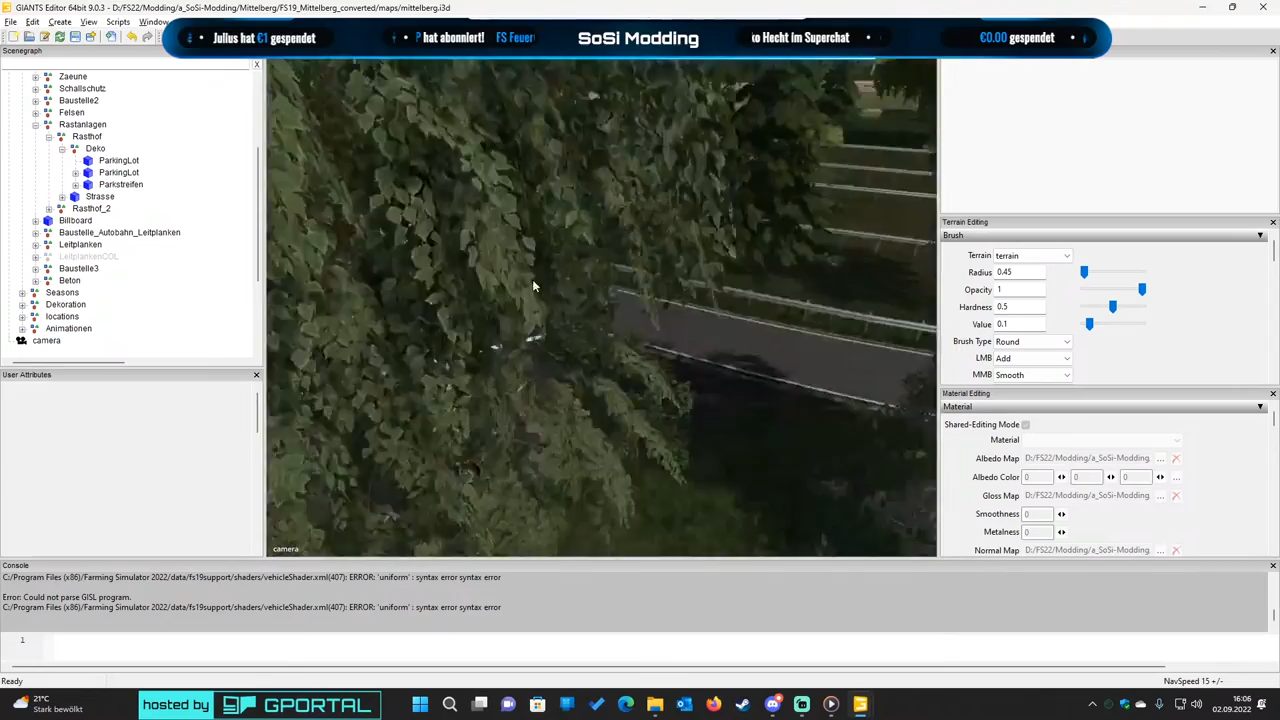 GIANTS Editor 64bit 9.0.3 - D:/FS22/Modding/a_SoSi-Modding/Mittelberg/FS19_Mittelberg_converted/maps/mittelberg.i3d
File Edit Create View Scripts Window
Julius hat €1 gespendet
P hat abonniert! FS Feuer
SoSi Modding
ko Hecht im Superchat
€0.00 gespendet
Scenegraph
X
Zaeune
Schallschutz
Baustelle2
Felsen
Rastanlagen
Rasthof
Deko
ParkingLot
ParkingLot
Parkstreifen
Strasse
Rasthof_2
Billboard
Baustelle_Autobahn_Leitplanken
Leitplanken
LeitplankenCOL
Baustelle3
Beton
Seasons
Dekoration
locations
Animationen
camera
User Attributes
camera
Terrain Editing
Brush
Terrain terrain
Radius 0.45
Opacity 1
Hardness 0.5
Value 0.1
Brush Type Round
LMB Add
MMB Smooth
Material Editing
Material
Shared-Editing Mode
Material
Albedo Map D:/FS22/Modding/a_SoSi-Modding, ...
Albedo Color 0 0 0 ...
Gloss Map D:/FS22/Modding/a_SoSi-Modding, ...
Smoothness 0
Metalness 0
Normal Map D:/FS22/Modding/a_SoSi-Modding, ...
Console
C:/Program Files (x86)/Farming Simulator 2022/data/fs19support/shaders/vehicleShader.xml(407): ERROR: 'uniform' : syntax error syntax error
Error: Could not parse GISL program.
C:/Program Files (x86)/Farming Simulator 2022/data/fs19support/shaders/vehicleShader.xml(407): ERROR: 'uniform' : syntax error syntax error
1
Ready
NavSpeed 15 +/-
21°C
Stark bewölkt
hosted by GPORTAL
16:06
02.09.2022